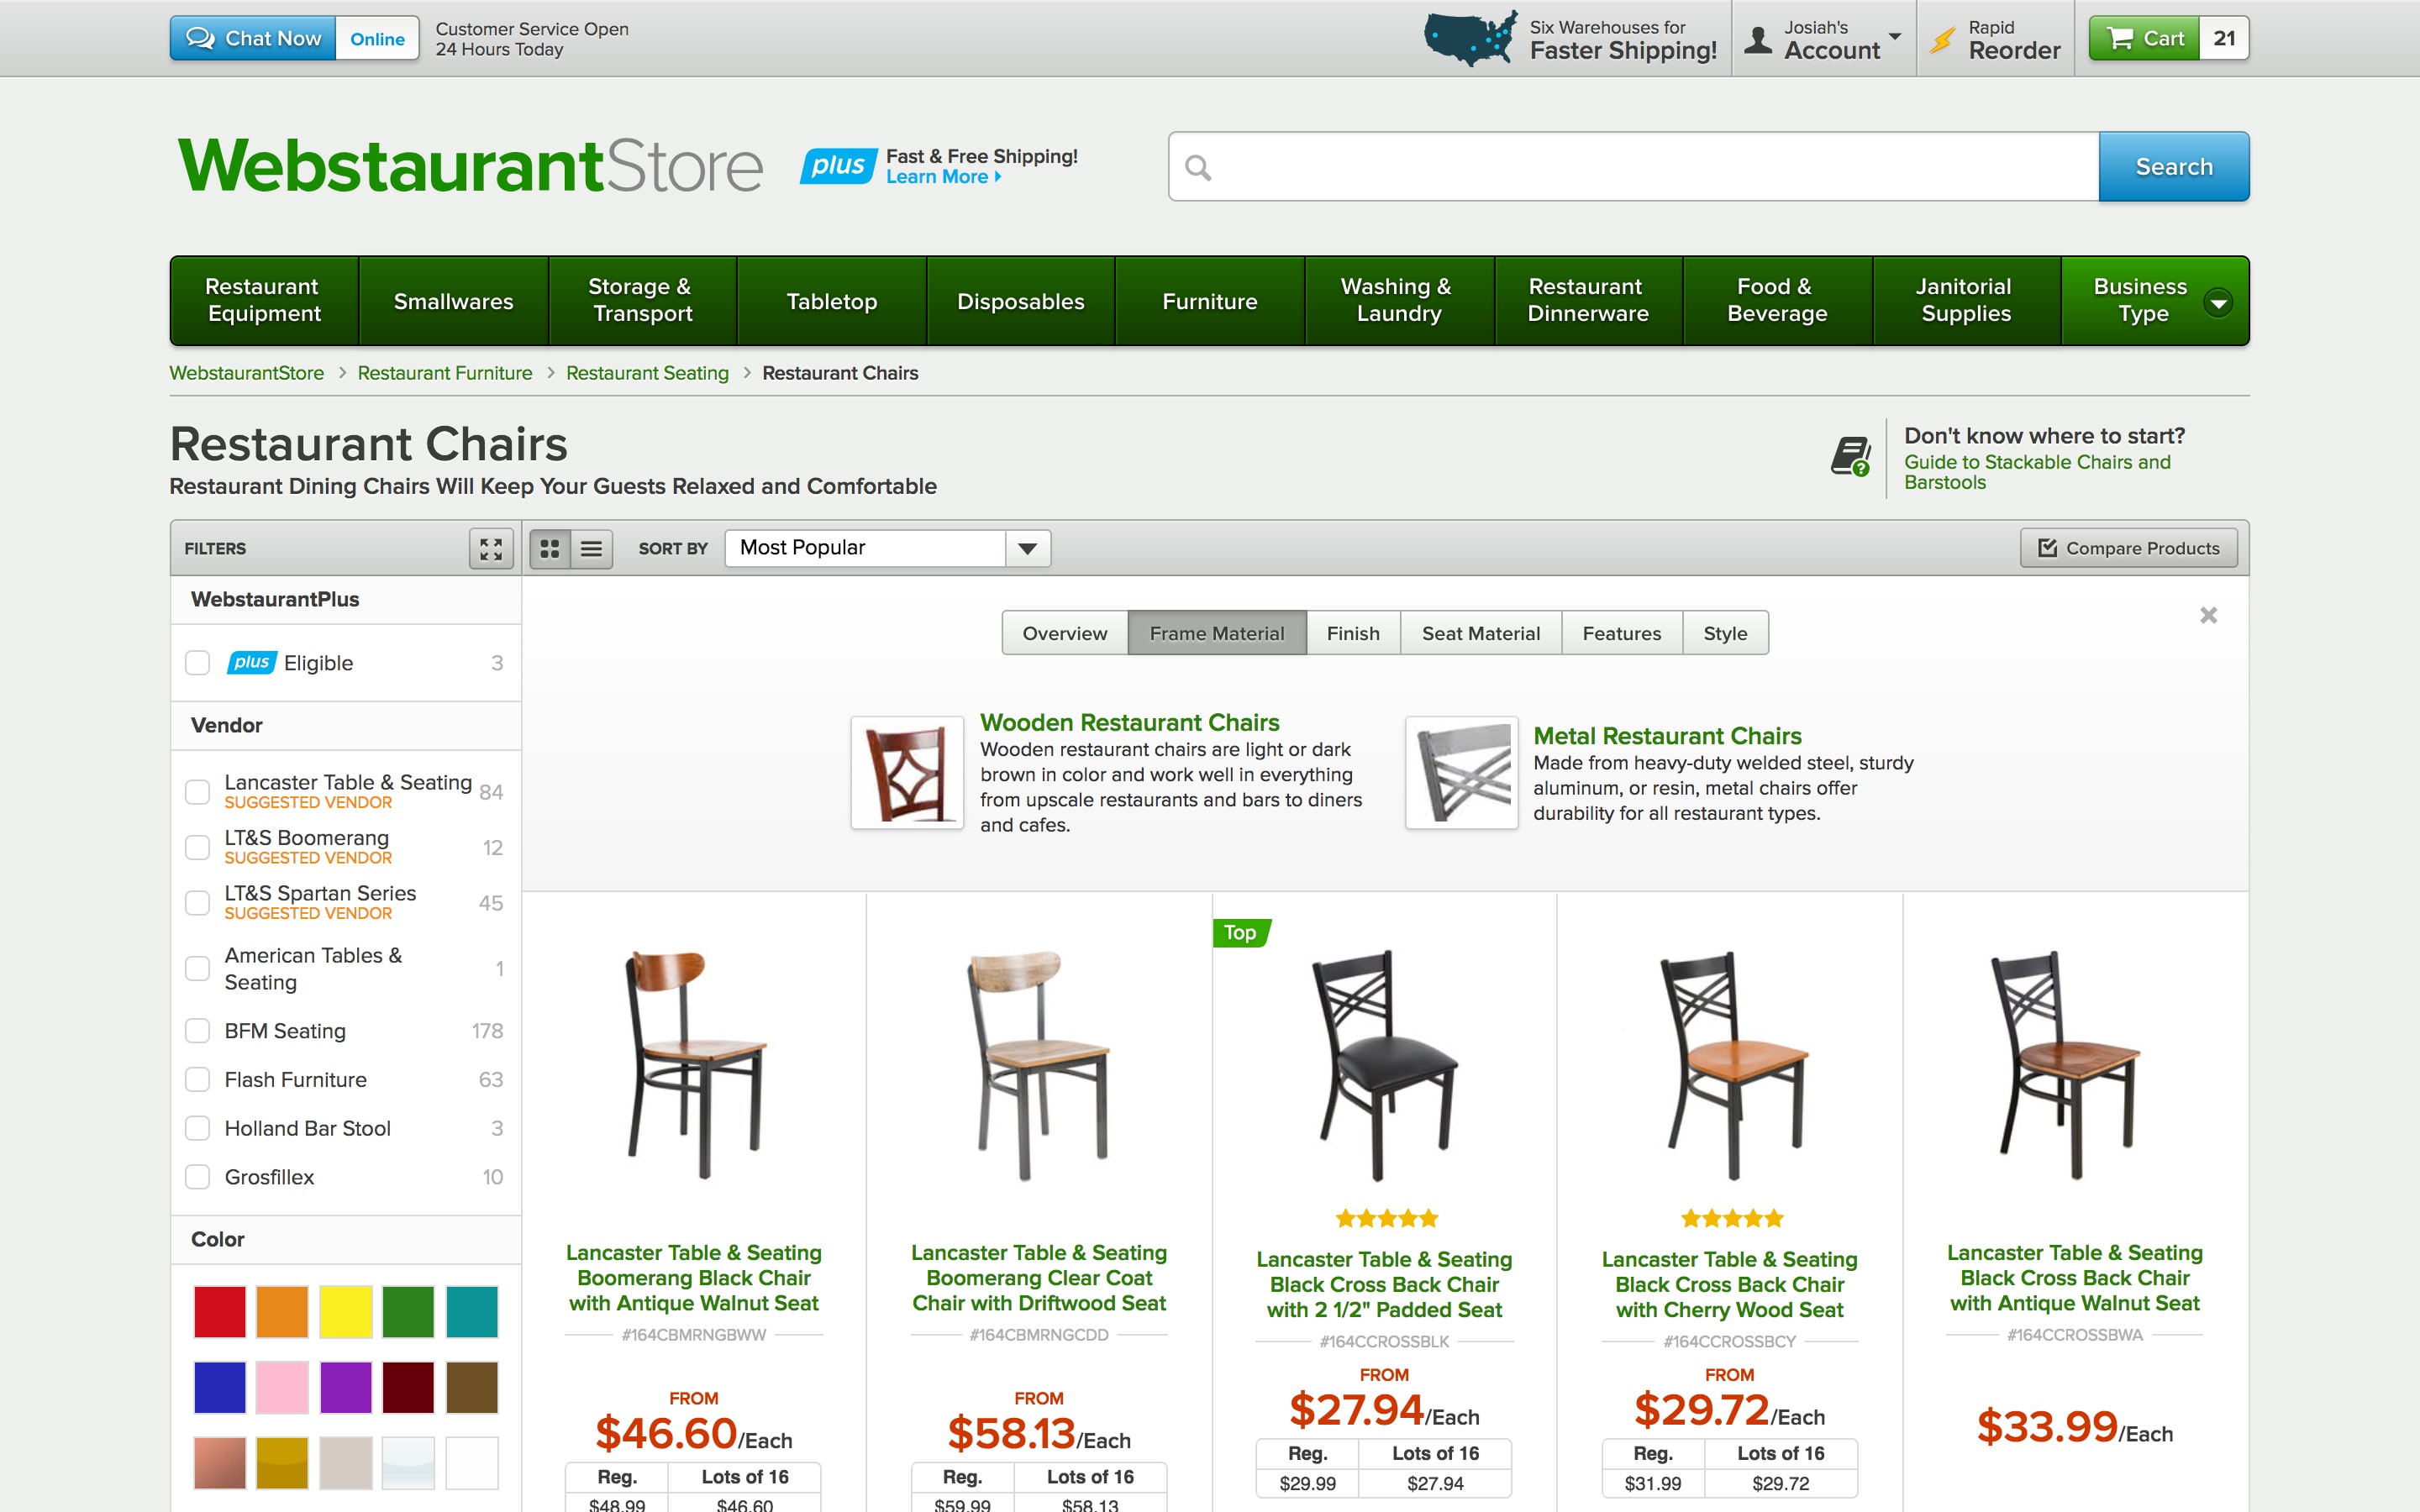 Chat Now
Online
Customer Service Open
24 Hours Today
Six Warehouses for
Faster Shipping!
Josiah's
Account
Rapid
Reorder
Cart
21
WebstaurantStore
plus
Fast & Free Shipping!
Learn More
Search
Restaurant
Equipment
Smallwares
Storage &
Transport
Tabletop
Disposables
Furniture
Washing &
Laundry
Restaurant
Dinnerware
Food &
Beverage
Janitorial
Supplies
Business
Type
WebstaurantStore > Restaurant Furniture > Restaurant Seating > Restaurant Chairs
Restaurant Chairs
Restaurant Dining Chairs Will Keep Your Guests Relaxed and Comfortable
?
Don't know where to start?
Guide to Stackable Chairs and
Barstools
FILTERS
SORT BY
Most Popular
Compare Products
WebstaurantPlus
plus Eligible 3
Vendor
Lancaster Table & Seating 84
SUGGESTED VENDOR
LT&S Boomerang 12
SUGGESTED VENDOR
LT&S Spartan Series 45
SUGGESTED VENDOR
American Tables &
Seating 1
BFM Seating 178
Flash Furniture 63
Holland Bar Stool 3
Grosfillex 10
Color
Overview
Frame Material
Finish
Seat Material
Features
Style
Wooden Restaurant Chairs
Wooden restaurant chairs are light or dark
brown in color and work well in everything
from upscale restaurants and bars to diners
and cafes.
Metal Restaurant Chairs
Made from heavy-duty welded steel, sturdy
aluminum, or resin, metal chairs offer
durability for all restaurant types.
Lancaster Table & Seating
Boomerang Black Chair
with Antique Walnut Seat
#164CBMRNGBWW
FROM
$46.60/Each
Reg. Lots of 16
$48.99 $46.60
Lancaster Table & Seating
Boomerang Clear Coat
Chair with Driftwood Seat
#164CBMRNGCDD
FROM
$58.13/Each
Reg. Lots of 16
$59.99 $58.13
Top
Lancaster Table & Seating
Black Cross Back Chair
with 2 1/2" Padded Seat
#164CCROSSBLK
FROM
$27.94/Each
Reg. Lots of 16
$29.99 $27.94
Lancaster Table & Seating
Black Cross Back Chair
with Cherry Wood Seat
#164CCROSSBCY
FROM
$29.72/Each
Reg. Lots of 16
$31.99 $29.72
Lancaster Table & Seating
Black Cross Back Chair
with Antique Walnut Seat
#164CCROSSBWA
$33.99/Each